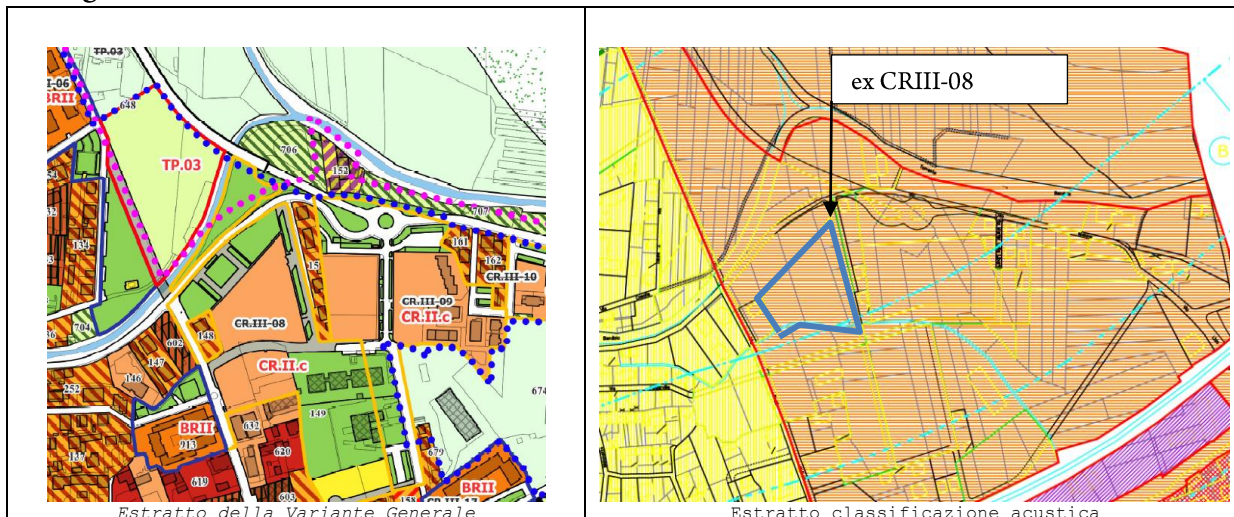 TP.03
648
BRII
TP.03
706
152
707
134
15
161
162
CR.III-10
CR.III-09
CR.II.c
CR.III-08
148
704
602
147
146
252
CR.II.c
674
149
BRII
913
632
620
137
619
679
603
158
BRII
Estratto della Variante Generale
ex CRIII-08
B
Estratto classificazione acustica